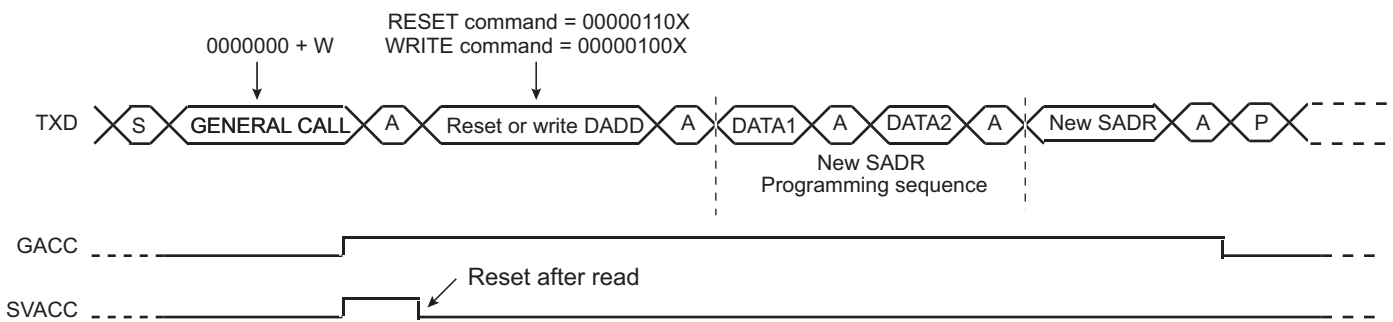 RESET command = 00000110X
0000000 + W
WRITE command = 00000100X
TXD S GENERAL CALL A Reset or write DADD A DATA1 A DATA2 A New SADR A P
New SADR
Programming sequence
GACC
Reset after read
SVACC